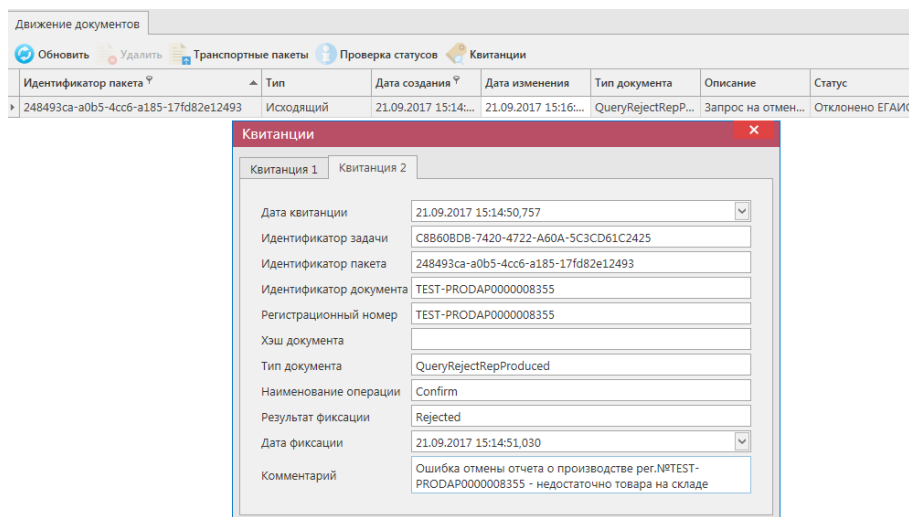 Движение документов
Обновить Удалить Транспортные пакеты Проверка статусов Квитанции
Идентификатор пакета Тип Дата создания Дата изменения Тип документа Описание Статус
248493ca-a0b5-4cc6-a185-17fd82e12493 Исходящий 21.09.2017 15:14:... 21.09.2017 15:16:... QueryRejectRepP... Запрос на отмен... Отклонено ЕГАИС
Квитанции
Квитанция 1 Квитанция 2
Дата квитанции 21.09.2017 15:14:50,757
Идентификатор задачи C8B60BDB-7420-4722-A60A-5C3CD61C2425
Идентификатор пакета 248493ca-a0b5-4cc6-a185-17fd82e12493
Идентификатор документа TEST-PRODAP0000008355
Регистрационный номер TEST-PRODAP0000008355
Хэш документа
Тип документа QueryRejectRepProduced
Наименование операции Confirm
Результат фиксации Rejected
Дата фиксации 21.09.2017 15:14:51,030
Комментарий Ошибка отмены отчета о производстве рег.№TEST-
PRODAP0000008355 - недостаточно товара на складе